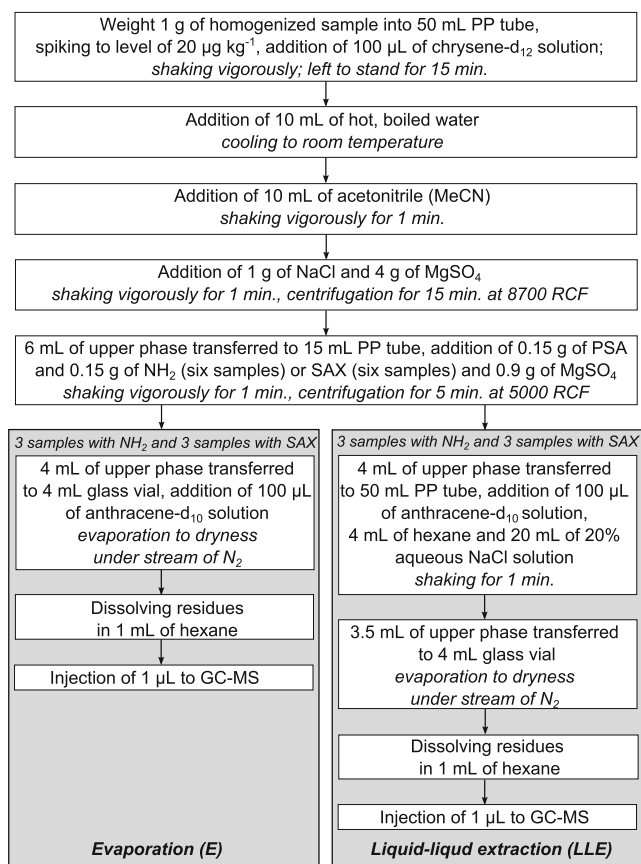 Weight 1 g of homogenized sample into 50 mL PP tube,
spiking to level of 20 µg kg⁻¹, addition of 100 µL of chrysene-d₁₂ solution;
shaking vigorously; left to stand for 15 min.
Addition of 10 mL of hot, boiled water
cooling to room temperature
Addition of 10 mL of acetonitrile (MeCN)
shaking vigorously for 1 min.
Addition of 1 g of NaCl and 4 g of MgSO₄
shaking vigorously for 1 min., centrifugation for 15 min. at 8700 RCF
6 mL of upper phase transferred to 15 mL PP tube, addition of 0.15 g of PSA
and 0.15 g of NH₂ (six samples) or SAX (six samples) and 0.9 g of MgSO₄
shaking vigorously for 1 min., centrifugation for 5 min. at 5000 RCF
3 samples with NH₂ and 3 samples with SAX
4 mL of upper phase transferred
to 4 mL glass vial, addition of 100 µL
of anthracene-d₁₀ solution
evaporation to dryness
under stream of N₂
Dissolving residues
in 1 mL of hexane
Injection of 1 µL to GC-MS
Evaporation (E)
3 samples with NH₂ and 3 samples with SAX
4 mL of upper phase transferred
to 50 mL PP tube, addition of 100 µL
of anthracene-d₁₀ solution,
4 mL of hexane and 20 mL of 20%
aqueous NaCl solution
shaking for 1 min.
3.5 mL of upper phase transferred
to 4 mL glass vial
evaporation to dryness
under stream of N₂
Dissolving residues
in 1 mL of hexane
Injection of 1 µL to GC-MS
Liquid-liqud extraction (LLE)